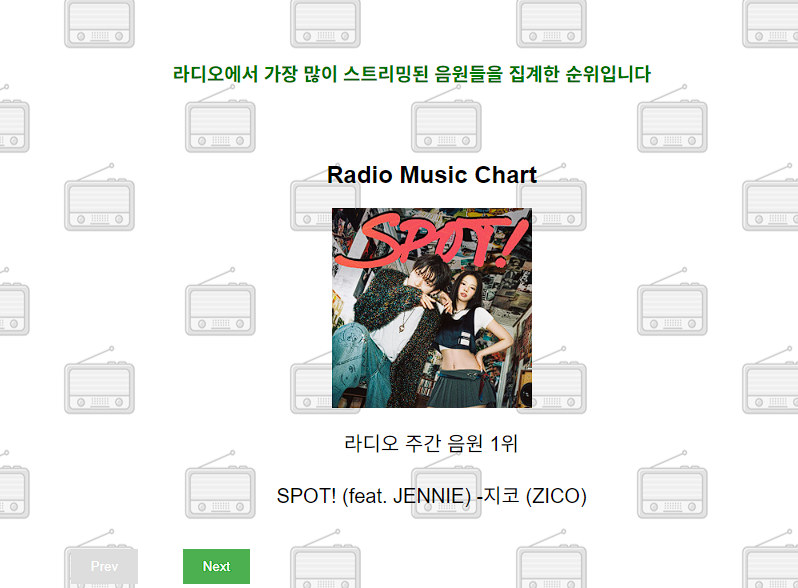 라디오에서 가장 많이 스트리밍된 음원들을 집계한 순위입니다
Radio Music Chart
SPOT!
라디오 주간 음원 1위
SPOT! (feat. JENNIE) -지코 (ZICO)
Prev
Next